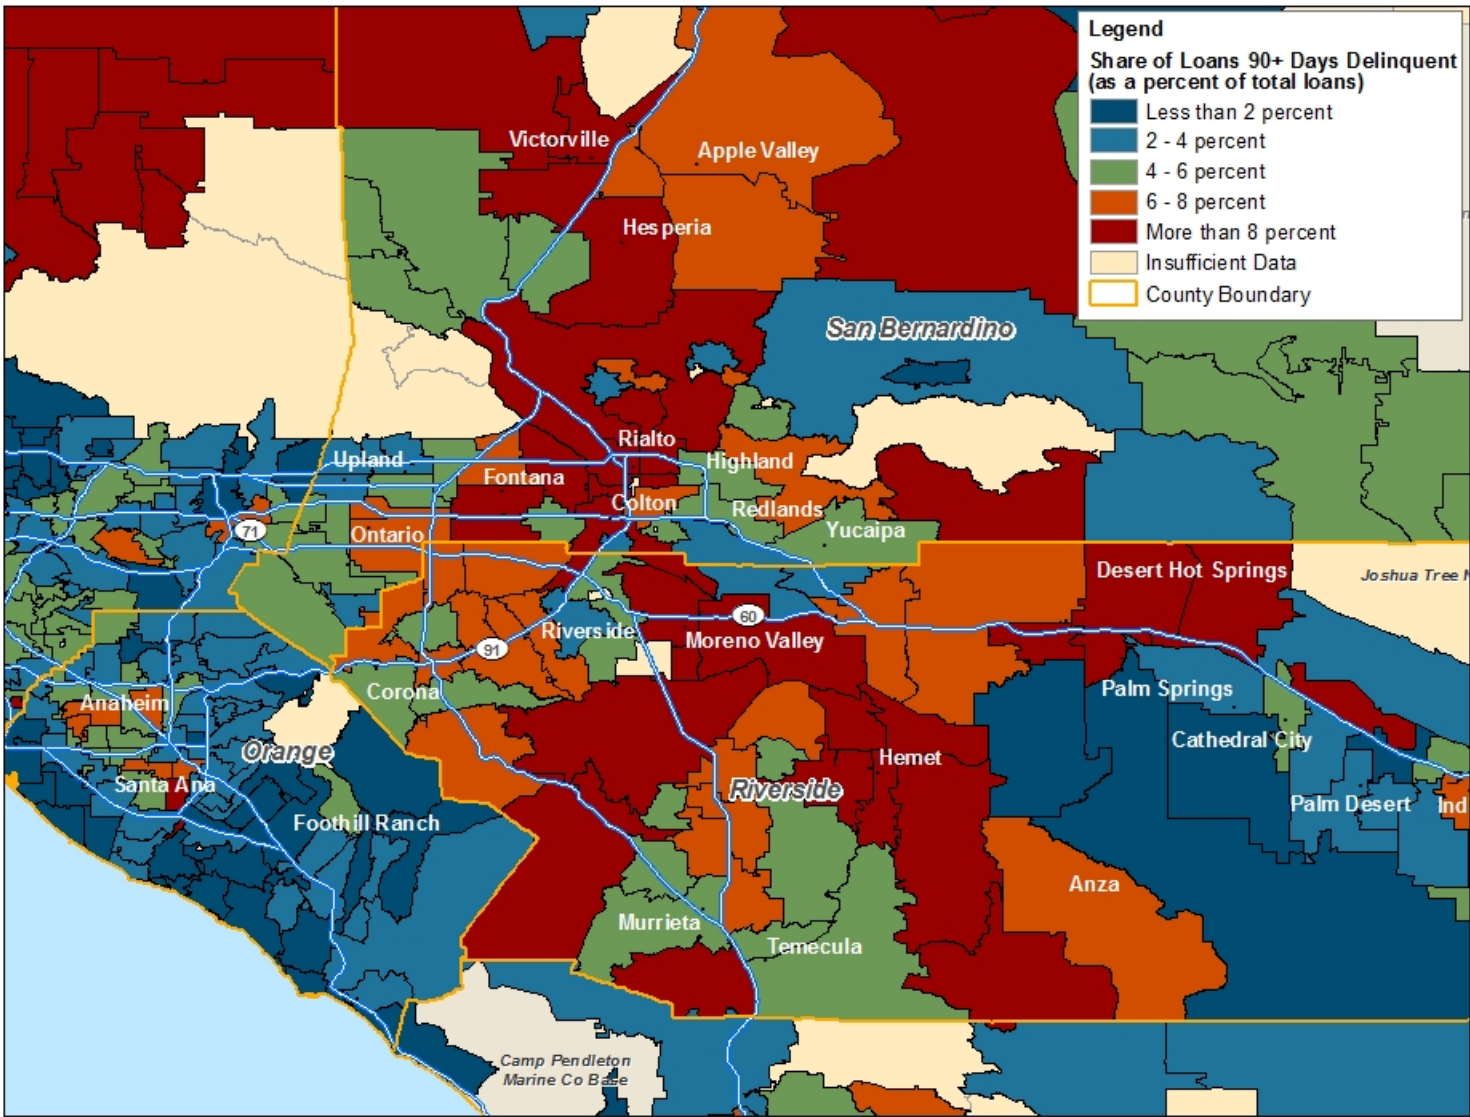 Legend
Share of Loans 90+ Days Delinquent
(as a percent of total loans)
Less than 2 percent
2 - 4 percent
4 - 6 percent
6 - 8 percent
More than 8 percent
Insufficient Data
County Boundary
Victorville
Apple Valley
Hesperia
San Bernardino
Rialto
Upland
Highland
Fontana
Colton
Redlands
Yucaipa
71
Ontario
Desert Hot Springs
Joshua Tree N
60
Riverside
Moreno Valley
91
Corona
Palm Springs
Anaheim
Cathedral City
Orange
Hemet
Santa Ana
Riverside
Palm Desert
Ind
Foothill Ranch
Anza
Murrieta
Temecula
Camp Pendleton
Marine Co Base